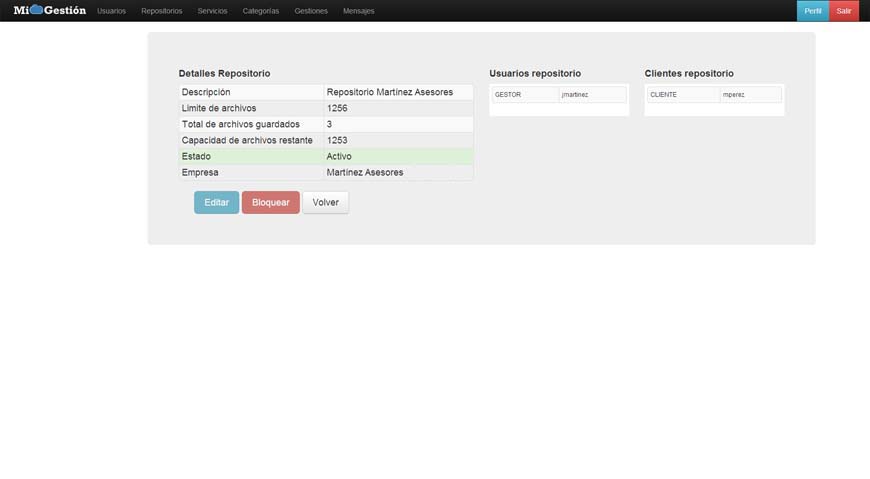 Mi Gestión Usuarios Repositorios Servicios Categorías Gestiones Mensajes Perfil Salir
Detalles Repositorio
Descripción Repositorio Martínez Asesores
Limite de archivos 1256
Total de archivos guardados 3
Capacidad de archivos restante 1253
Estado Activo
Empresa Martínez Asesores
Editar Bloquear Volver
Usuarios repositorio
GESTOR jmartinez
Clientes repositorio
CLIENTE mperez